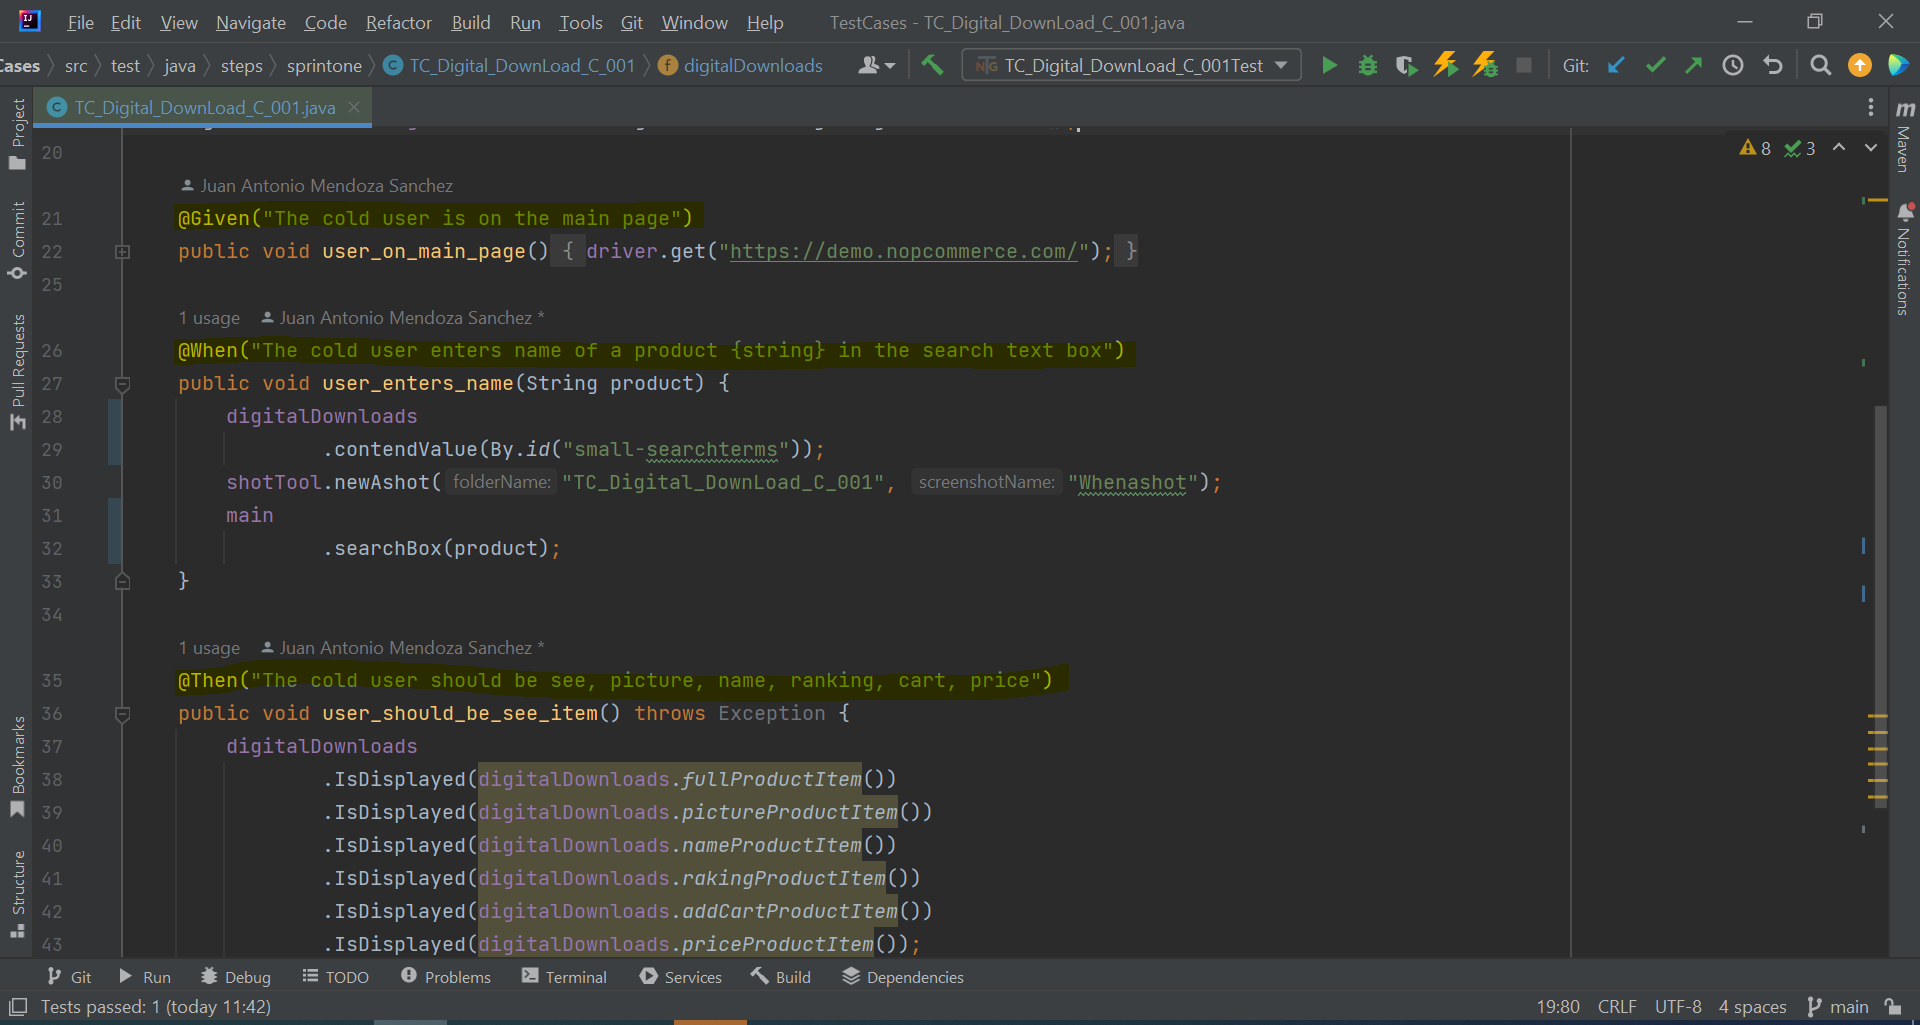 File Edit View Navigate Code Refactor Build Run Tools Git Window Help TestCases - TC_Digital_DownLoad_C_001.java
Cases src test java steps sprintone C TC_Digital_DownLoad_C_001 f digitalDownloads TC_Digital_DownLoad_C_001Test Git:
C TC_Digital_DownLoad_C_001.java
8 3
20
Juan Antonio Mendoza Sanchez
21 @Given("The cold user is on the main page")
22 public void user_on_main_page() { driver.get("https://demo.nopcommerce.com/"); }
25
1 usage Juan Antonio Mendoza Sanchez *
26 @When("The cold user enters name of a product {string} in the search text box")
27 public void user_enters_name(String product) {
28 digitalDownloads
29 .contendValue(By.id("small-searchterms"));
30 shotTool.newAshot( folderName: "TC_Digital_DownLoad_C_001", screenshotName: "Whenashot");
31 main
32 .searchBox(product);
33 }
34
1 usage Juan Antonio Mendoza Sanchez *
35 @Then("The cold user should be see, picture, name, ranking, cart, price")
36 public void user_should_be_see_item() throws Exception {
37 digitalDownloads
38 .IsDisplayed(digitalDownloads.fullProductItem())
39 .IsDisplayed(digitalDownloads.pictureProductItem())
40 .IsDisplayed(digitalDownloads.nameProductItem())
41 .IsDisplayed(digitalDownloads.rakingProductItem())
42 .IsDisplayed(digitalDownloads.addCartProductItem())
43 .IsDisplayed(digitalDownloads.priceProductItem());
Project
Commit
Pull Requests
Bookmarks
Structure
m Maven
Notifications
Git Run Debug TODO Problems Terminal Services Build Dependencies
Tests passed: 1 (today 11:42) 19:80 CRLF UTF-8 4 spaces main